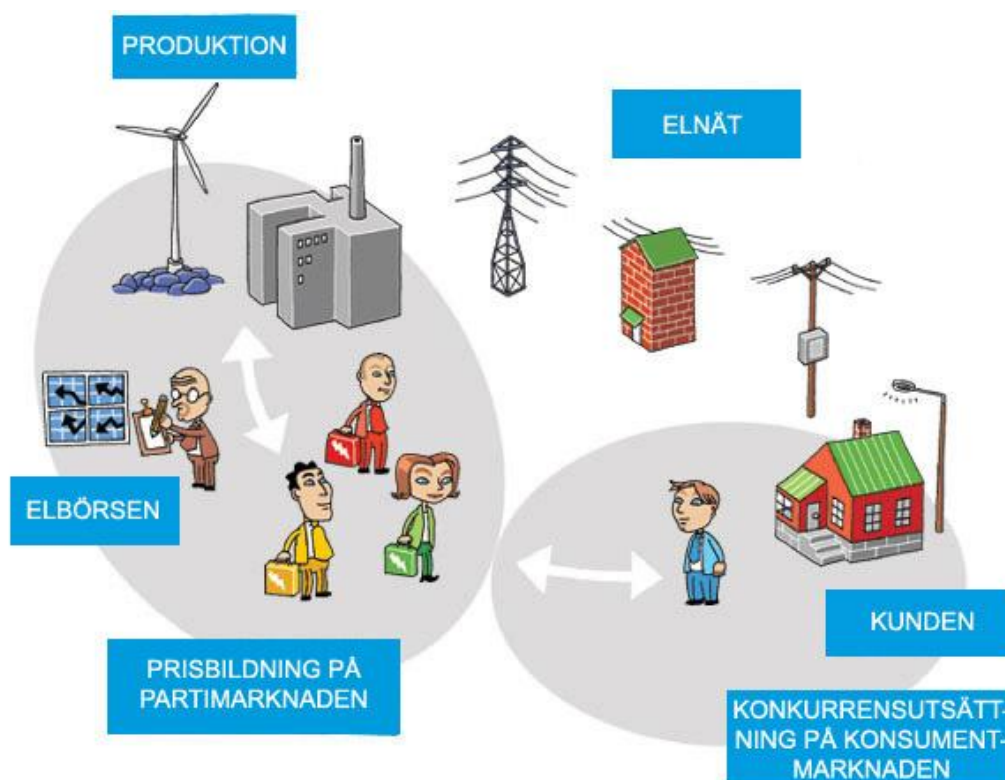 PRODUKTION
ELNÄT
ELBÖRSEN
KUNDEN
PRISBILDNING PÅ
PARTIMARKNADEN
KONKURRENSUTSÄTT-
NING PÅ KONSUMENT-
MARKNADEN